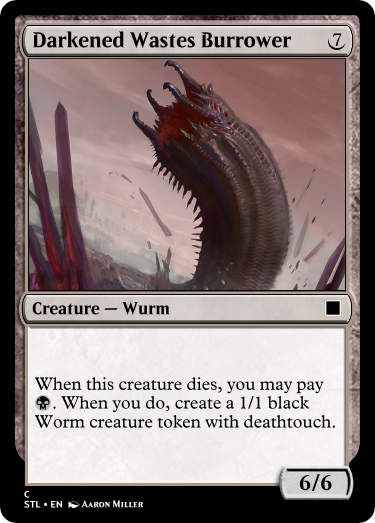 Darkened Wastes Burrower 7
Creature — Wurm
When this creature dies, you may pay
. When you do, create a 1/1 black
Worm creature token with deathtouch.
6/6
C
STL • EN Aaron Miller